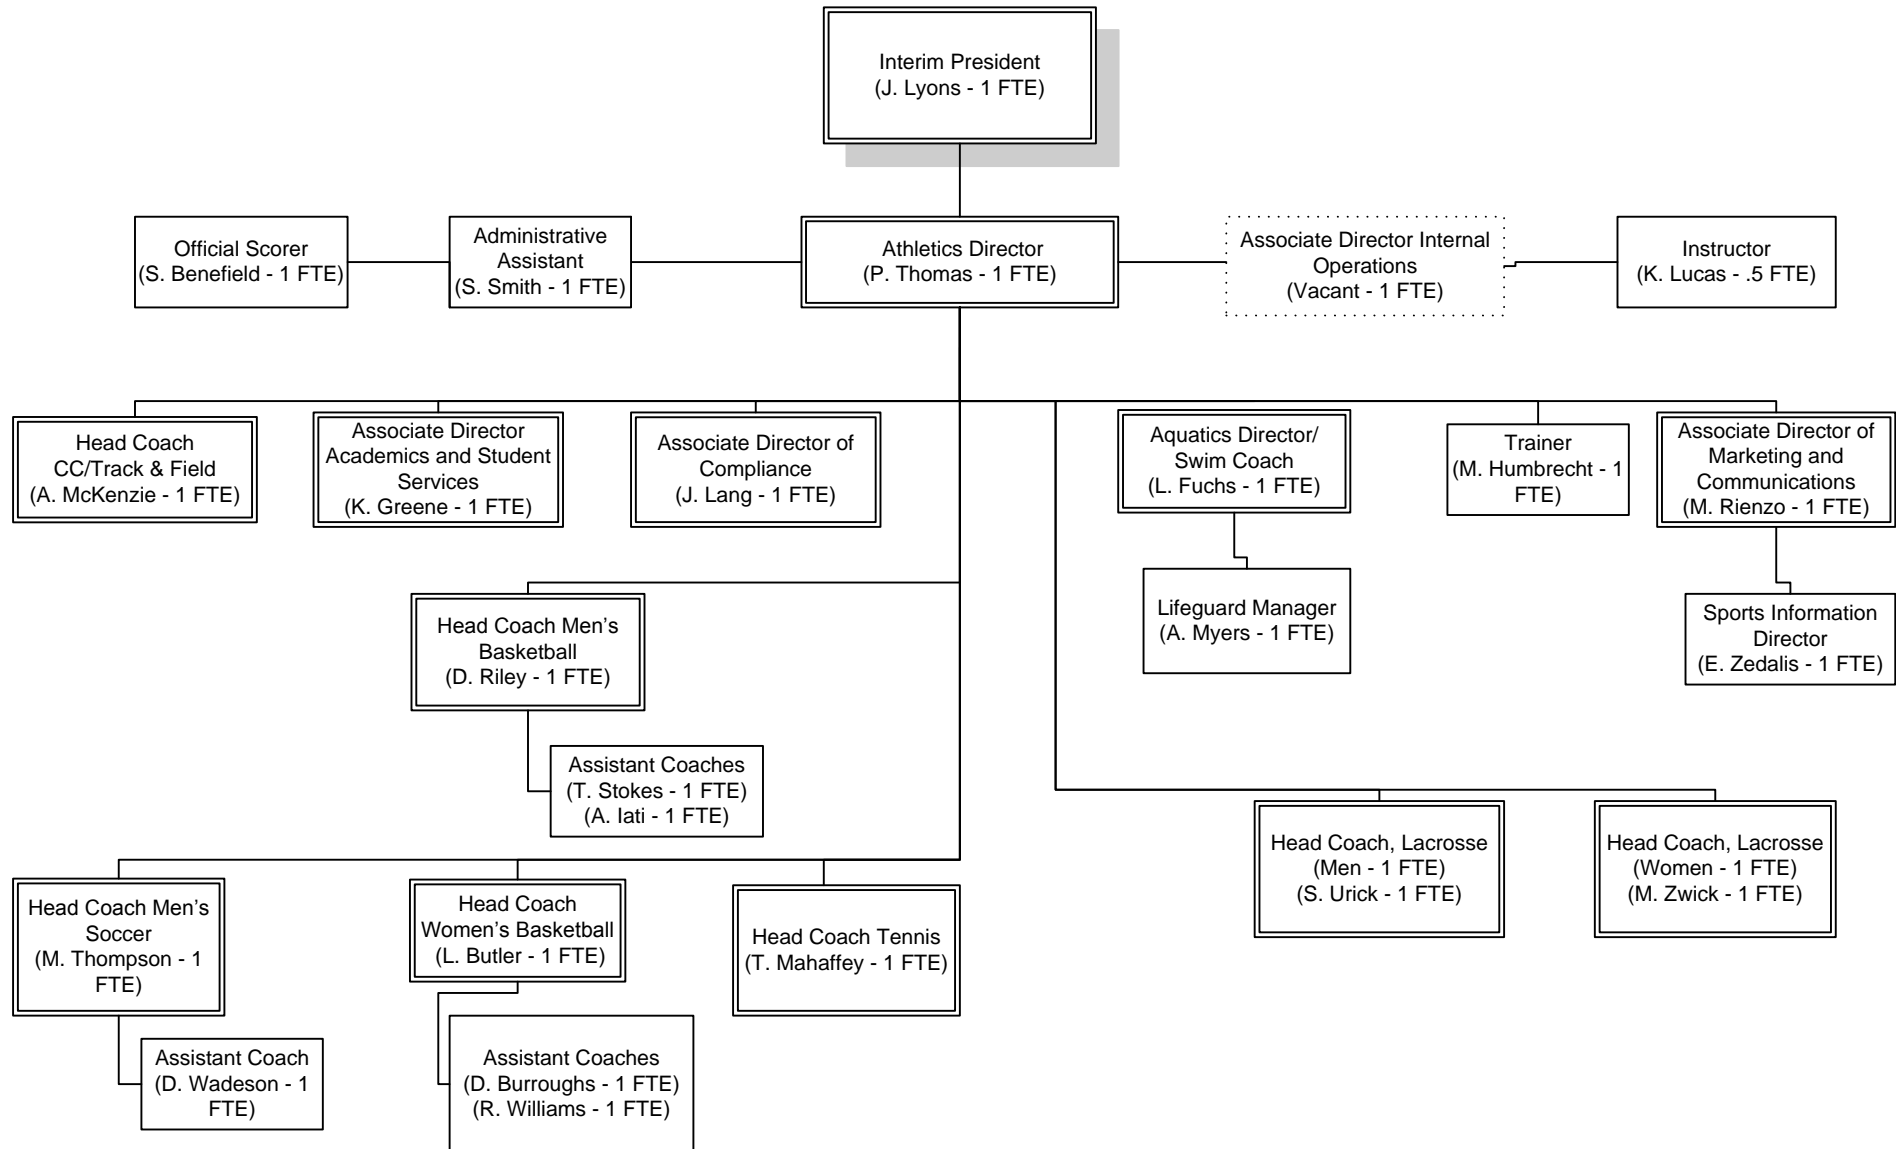 Interim President
(J. Lyons - 1 FTE)
Official Scorer
(S. Benefield - 1 FTE)
Administrative
Assistant
(S. Smith - 1 FTE)
Athletics Director
(P. Thomas - 1 FTE)
Associate Director Internal
Operations
(Vacant - 1 FTE)
Instructor
(K. Lucas - .5 FTE)
Head Coach
CC/Track & Field
(A. McKenzie - 1 FTE)
Associate Director
Academics and Student
Services
(K. Greene - 1 FTE)
Associate Director of
Compliance
(J. Lang - 1 FTE)
Aquatics Director/
Swim Coach
(L. Fuchs - 1 FTE)
Trainer
(M. Humbrecht - 1
FTE)
Associate Director of
Marketing and
Communications
(M. Rienzo - 1 FTE)
Head Coach Men’s
Basketball
(D. Riley - 1 FTE)
Lifeguard Manager
(A. Myers - 1 FTE)
Sports Information
Director
(E. Zedalis - 1 FTE)
Assistant Coaches
(T. Stokes - 1 FTE)
(A. Iati - 1 FTE)
Head Coach, Lacrosse
(Men - 1 FTE)
(S. Urick - 1 FTE)
Head Coach, Lacrosse
(Women - 1 FTE)
(M. Zwick - 1 FTE)
Head Coach Men’s
Soccer
(M. Thompson - 1
FTE)
Head Coach
Women’s Basketball
(L. Butler - 1 FTE)
Head Coach Tennis
(T. Mahaffey - 1 FTE)
Assistant Coach
(D. Wadeson - 1
FTE)
Assistant Coaches
(D. Burroughs - 1 FTE)
(R. Williams - 1 FTE)